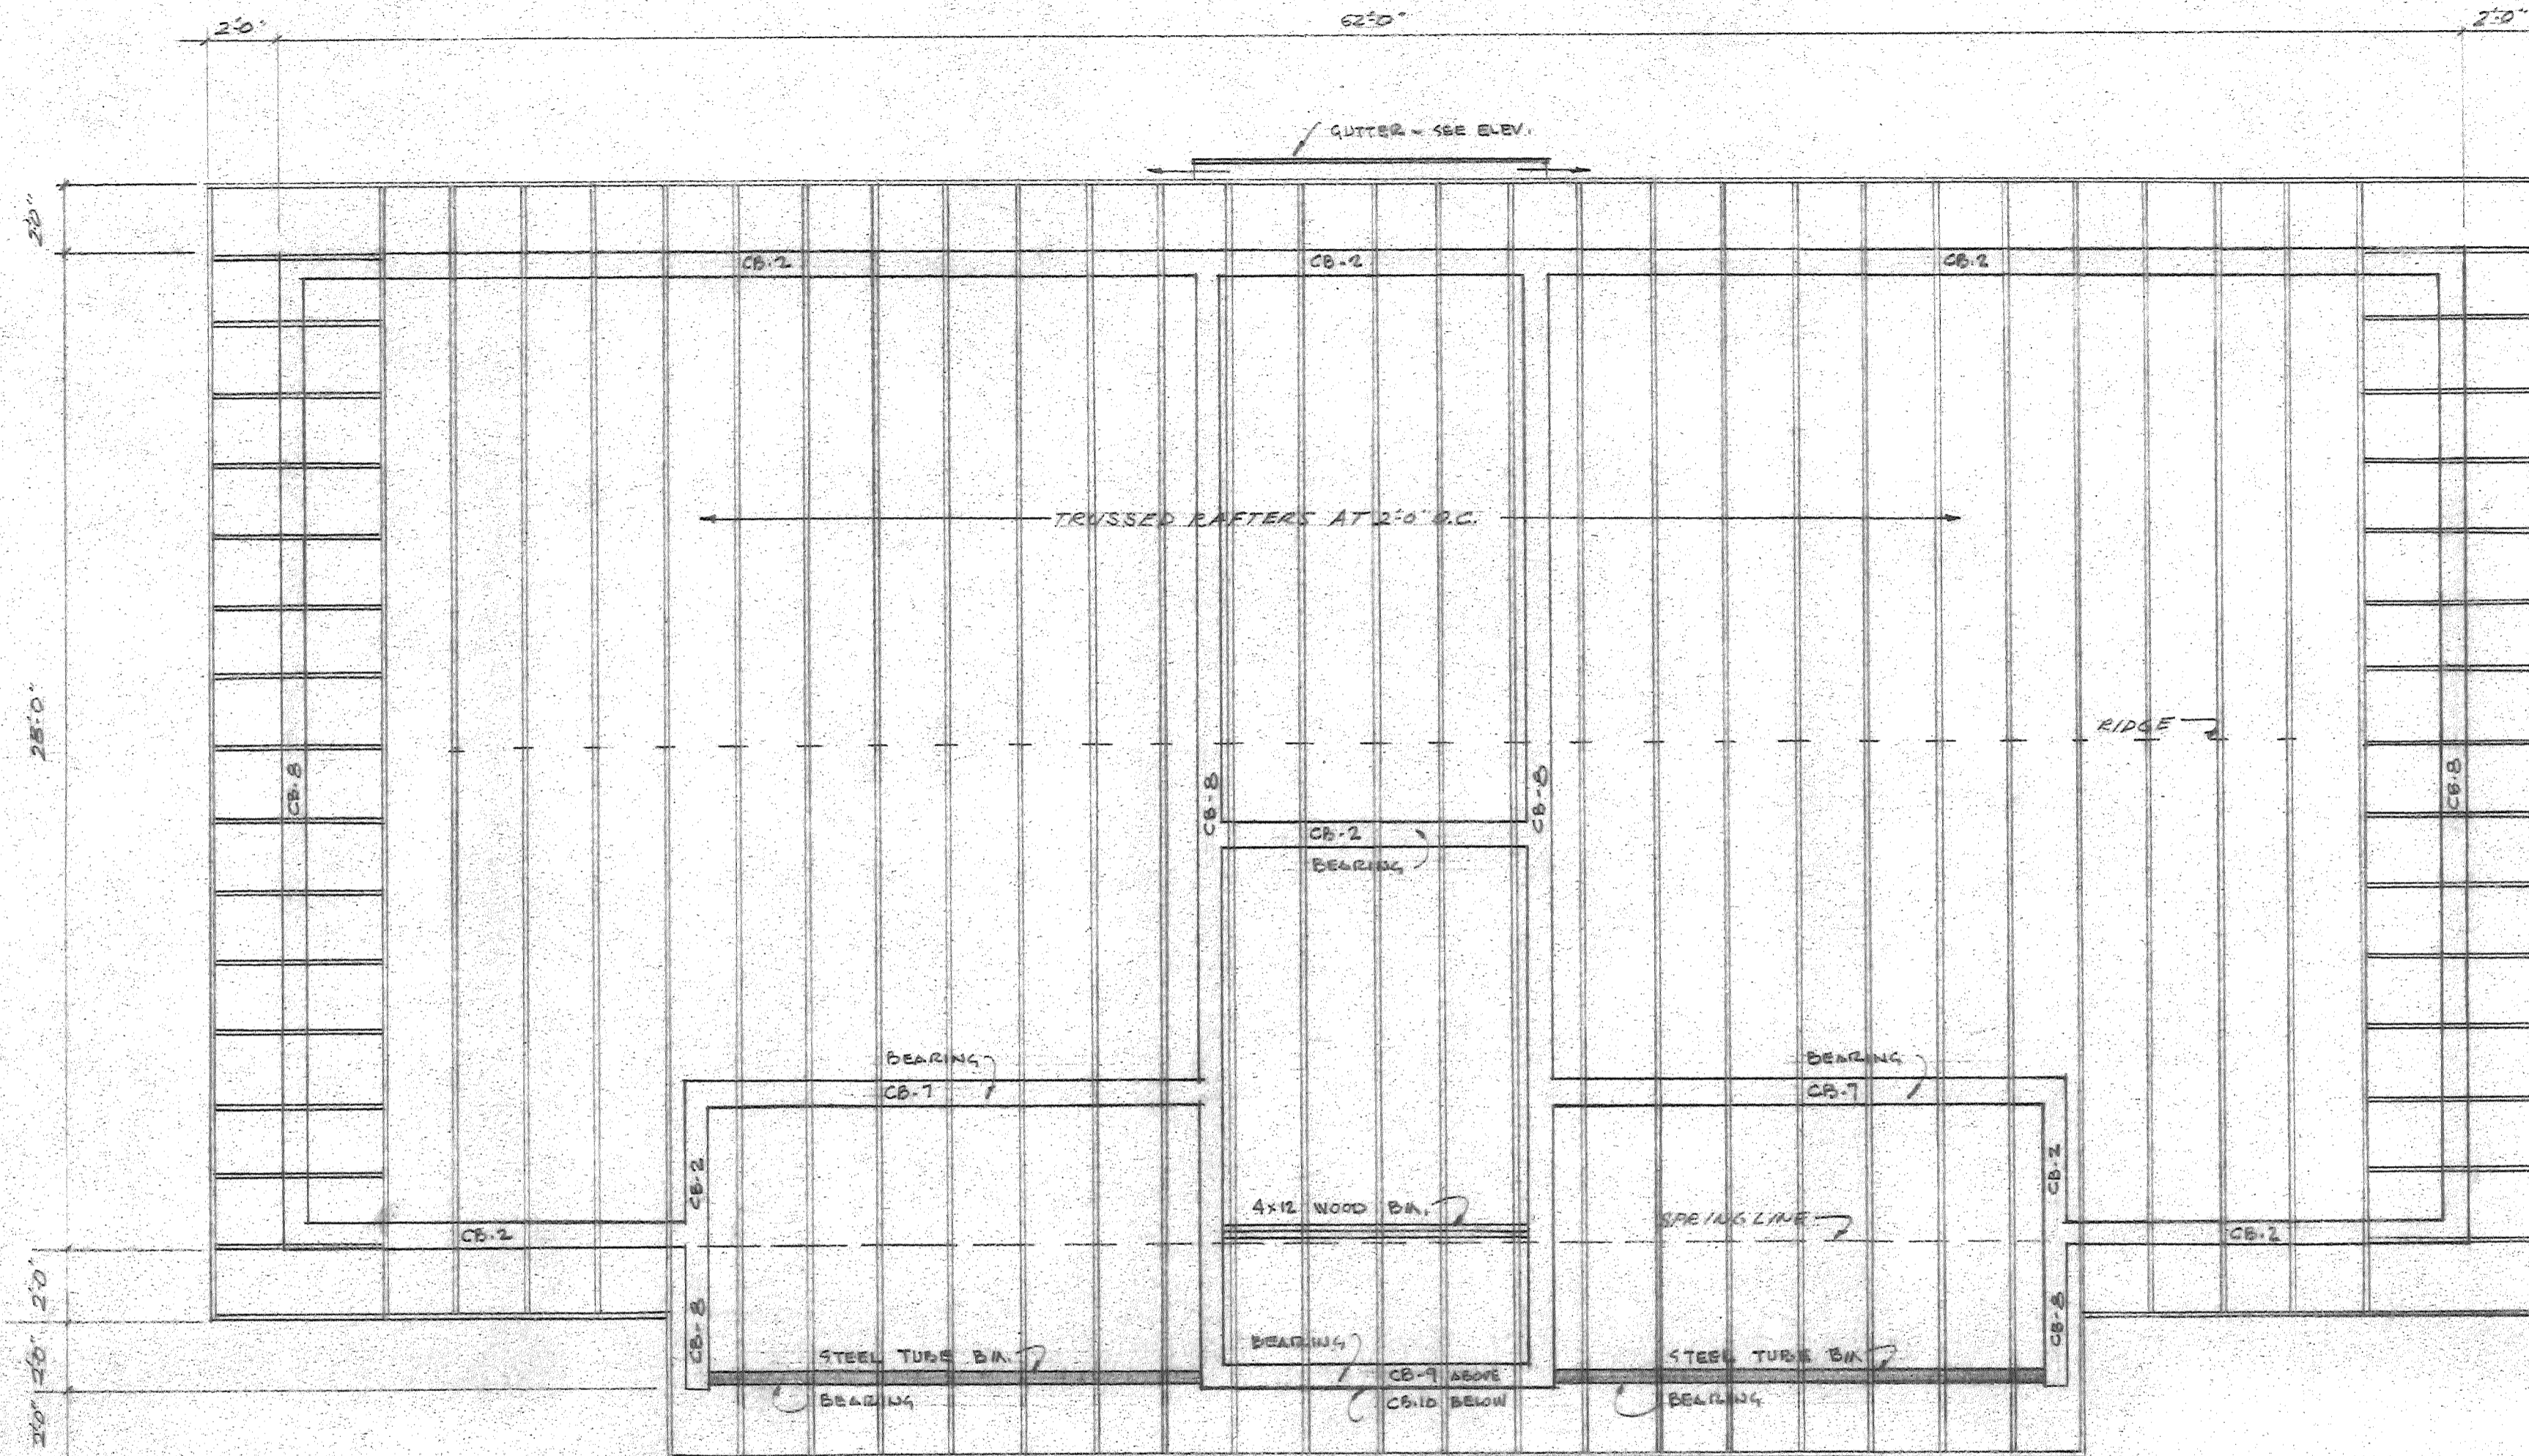 2'-0"
62'-0"
2'-0"
GUTTER - SEE ELEV.
2'-0"
CB-2
CB-2
CB-2
TRUSSED RAFTERS AT 2'-0" O.C.
28'-0"
RIDGE
CB-8
CB-8
CB-8
CB-8
CB-2
BEARING
BEARING
CB-7
BEARING
CB-7
CB-2
CB-2
4x12 WOOD BM.
SPRING LINE
CB-2
CB-2
2'-0"
CB-8
CB-8
BEARING
STEEL TUBE BM.
STEEL TUBE BM
2'-0"
CB-9 ABOVE
BEARING
CB-10 BELOW
BEARING
2'-0"